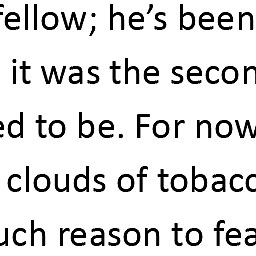 fellow; he’s been
it was the secon
ed to be. For now
clouds of tobacc
uch reason to fea